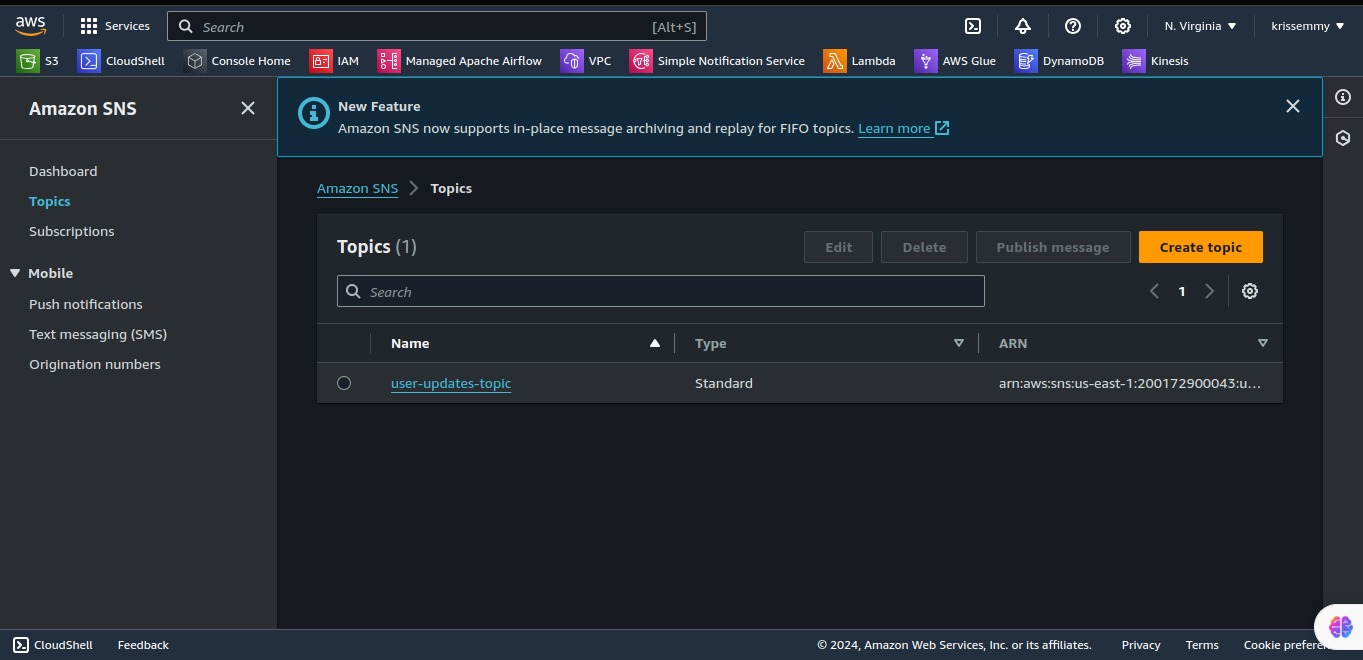 aws
Services
Search [Alt+S]
N. Virginia
krissemmy
S3
CloudShell
Console Home
IAM
Managed Apache Airflow
VPC
Simple Notification Service
Lambda
AWS Glue
DynamoDB
Kinesis
Amazon SNS
Dashboard
Topics
Subscriptions
Mobile
Push notifications
Text messaging (SMS)
Origination numbers
New Feature
Amazon SNS now supports in-place message archiving and replay for FIFO topics. Learn more
Amazon SNS > Topics
Topics (1)
Edit
Delete
Publish message
Create topic
Search
1
Name
Type
ARN
user-updates-topic
Standard
arn:aws:sns:us-east-1:200172900043:u...
CloudShell
Feedback
© 2024, Amazon Web Services, Inc. or its affiliates.
Privacy
Terms
Cookie prefere